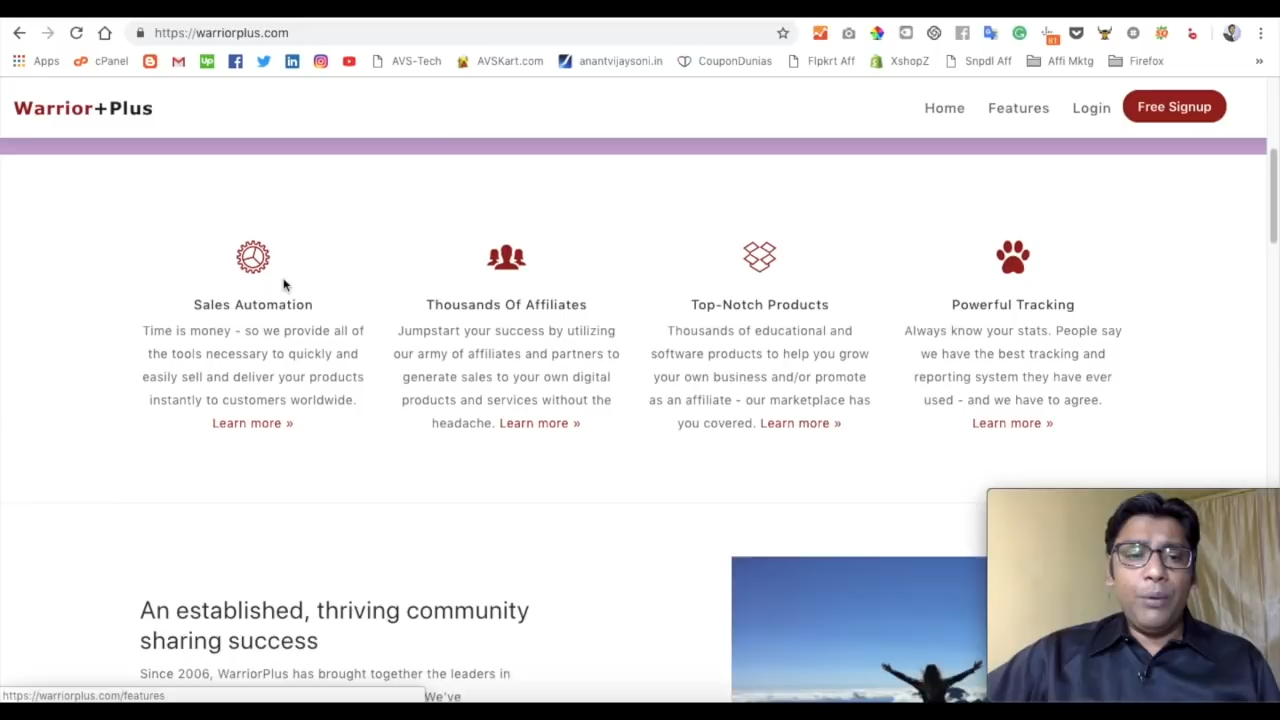 https://warriorplus.com
81
Apps cPanel AVS-Tech AVSKart.com anantvijaysoni.in CouponDunias Flpkrt Aff XshopZ Snpdl Aff Affi Mktg Firefox »
Warrior+Plus Home Features Login Free Signup
Sales Automation
Time is money - so we provide all of
the tools necessary to quickly and
easily sell and deliver your products
instantly to customers worldwide.
Learn more »
Thousands Of Affiliates
Jumpstart your success by utilizing
our army of affiliates and partners to
generate sales to your own digital
products and services without the
headache. Learn more »
Top-Notch Products
Thousands of educational and
software products to help you grow
your own business and/or promote
as an affiliate - our marketplace has
you covered. Learn more »
Powerful Tracking
Always know your stats. People say
we have the best tracking and
reporting system they have ever
used - and we have to agree.
Learn more »
An established, thriving community
sharing success
Since 2006, WarriorPlus has brought together the leaders in
We've
https://warriorplus.com/features